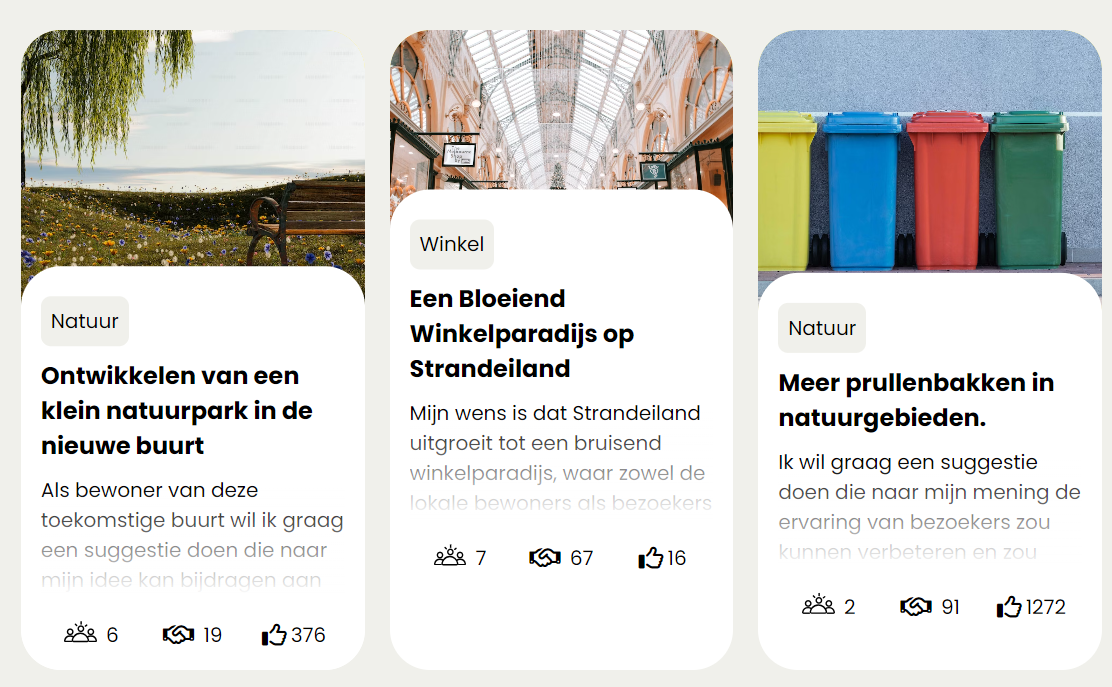 Natuur
Ontwikkelen van een
klein natuurpark in de
nieuwe buurt
Als bewoner van deze
toekomstige buurt wil ik graag
een suggestie doen die naar
mijn idee kan bijdragen aan
6 19 376
Winkel
Een Bloeiend
Winkelparadijs op
Strandeiland
Mijn wens is dat Strandeiland
uitgroeit tot een bruisend
winkelparadijs, waar zowel de
lokale bewoners als bezoekers
7 67 16
Natuur
Meer prullenbakken in
natuurgebieden.
Ik wil graag een suggestie
doen die naar mijn mening de
ervaring van bezoekers zou
kunnen verbeteren en zou
2 91 1272